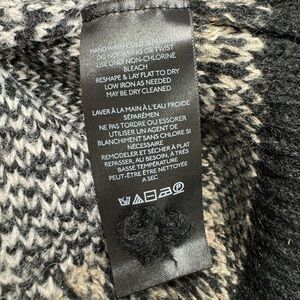 HAND WASH COLD SEPARATELY
DO NOT WRING OR TWIST
USE ONLY NON-CHLORINE
BLEACH
RESHAPE & LAY FLAT TO DRY
LOW IRON AS NEEDED
MAY BE DRY CLEANED
LAVER À LA MAIN À L'EAU FROIDE
SÉPARÉMEN
NE PAS TORDRE OU ESSORER
UTILISER UN AGENT DE
BLANCHIMENT SANS CHLORE SI
NÉCESSAIRE
REMODELER ET SÉCHER À PLAT
REPASSER, AU BESOIN, À TRÈS
BASSE TEMPÉRATURE
PEUT-ÊTRE ÊTRE NETTOYÉE
A SEC